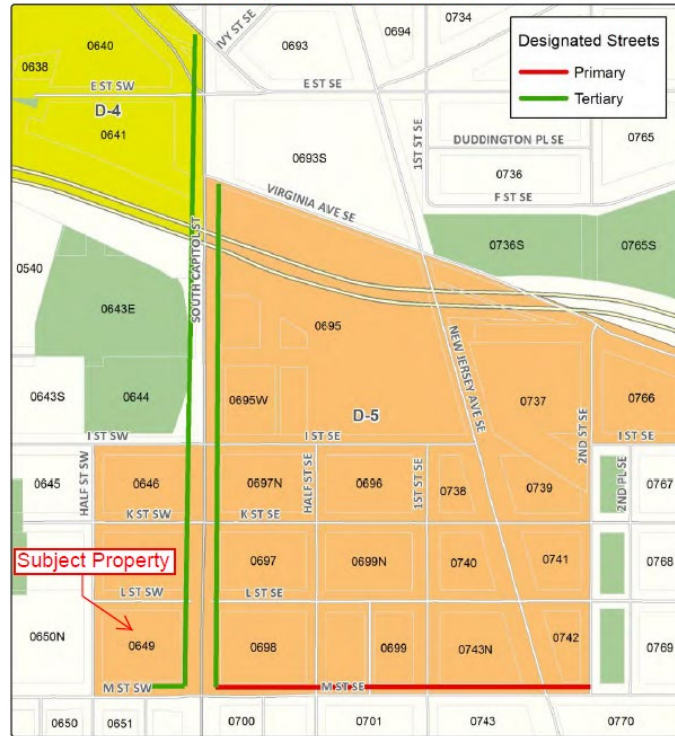 Designated Streets
Primary
Tertiary
0640
IVY ST SE
0693
0694
0734
0638
E ST SW
E ST SE
D-4
0641
1ST ST SE
DUDDINGTON PL SE
0765
0693S
0736
VIRGINIA AVE SE
F ST SE
SOUTH CAPITOL ST
0736S
0765S
0540
0643E
0695
NEW JERSEY AVE SE
0643S
0644
0695W
D-5
0737
2ND ST SE
0766
I ST SW
I ST SE
I ST SE
0645
HALF ST SW
0646
0697N
HALF ST SE
0696
1ST ST SE
0738
0739
2ND PL SE
0767
K ST SW
K ST SE
Subject Property
0697
0699N
0740
0741
0768
L ST SW
L ST SE
0650N
0649
0698
0699
0743N
0742
0769
M ST SW
M ST SE
0650
0651
0700
0701
0743
0770